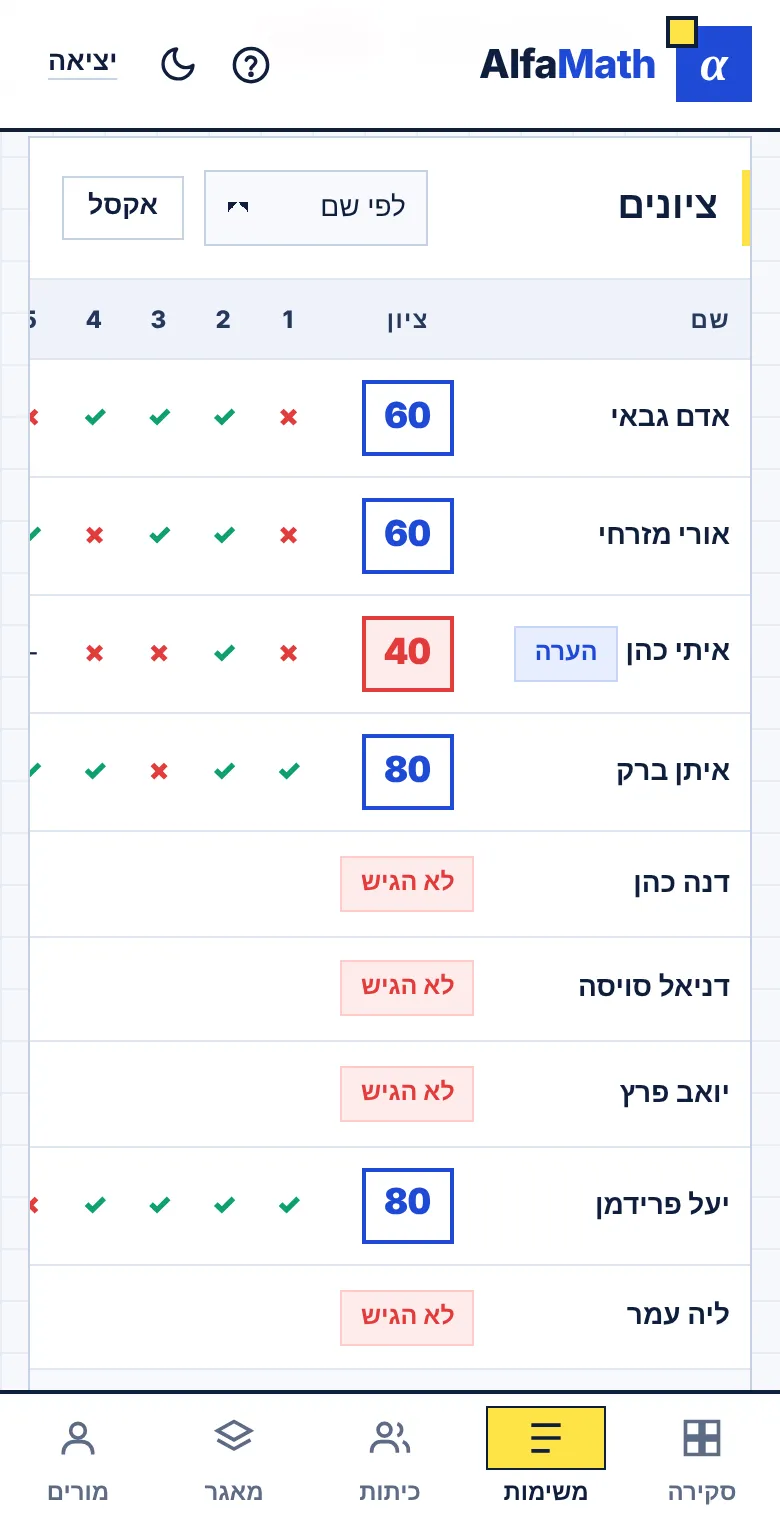 α AlfaMath יציאה
ציונים לפי שם אקסל
שם ציון 1 2 3 4 5
אדם גבאי 60
אורי מזרחי 60
איתי כהן הערה 40
איתן ברק 80
דנה כהן לא הגיש
דניאל סויסה לא הגיש
יואב פרץ לא הגיש
יעל פרידמן 80
ליה עמר לא הגיש
סקירה משימות כיתות מאגר מורים